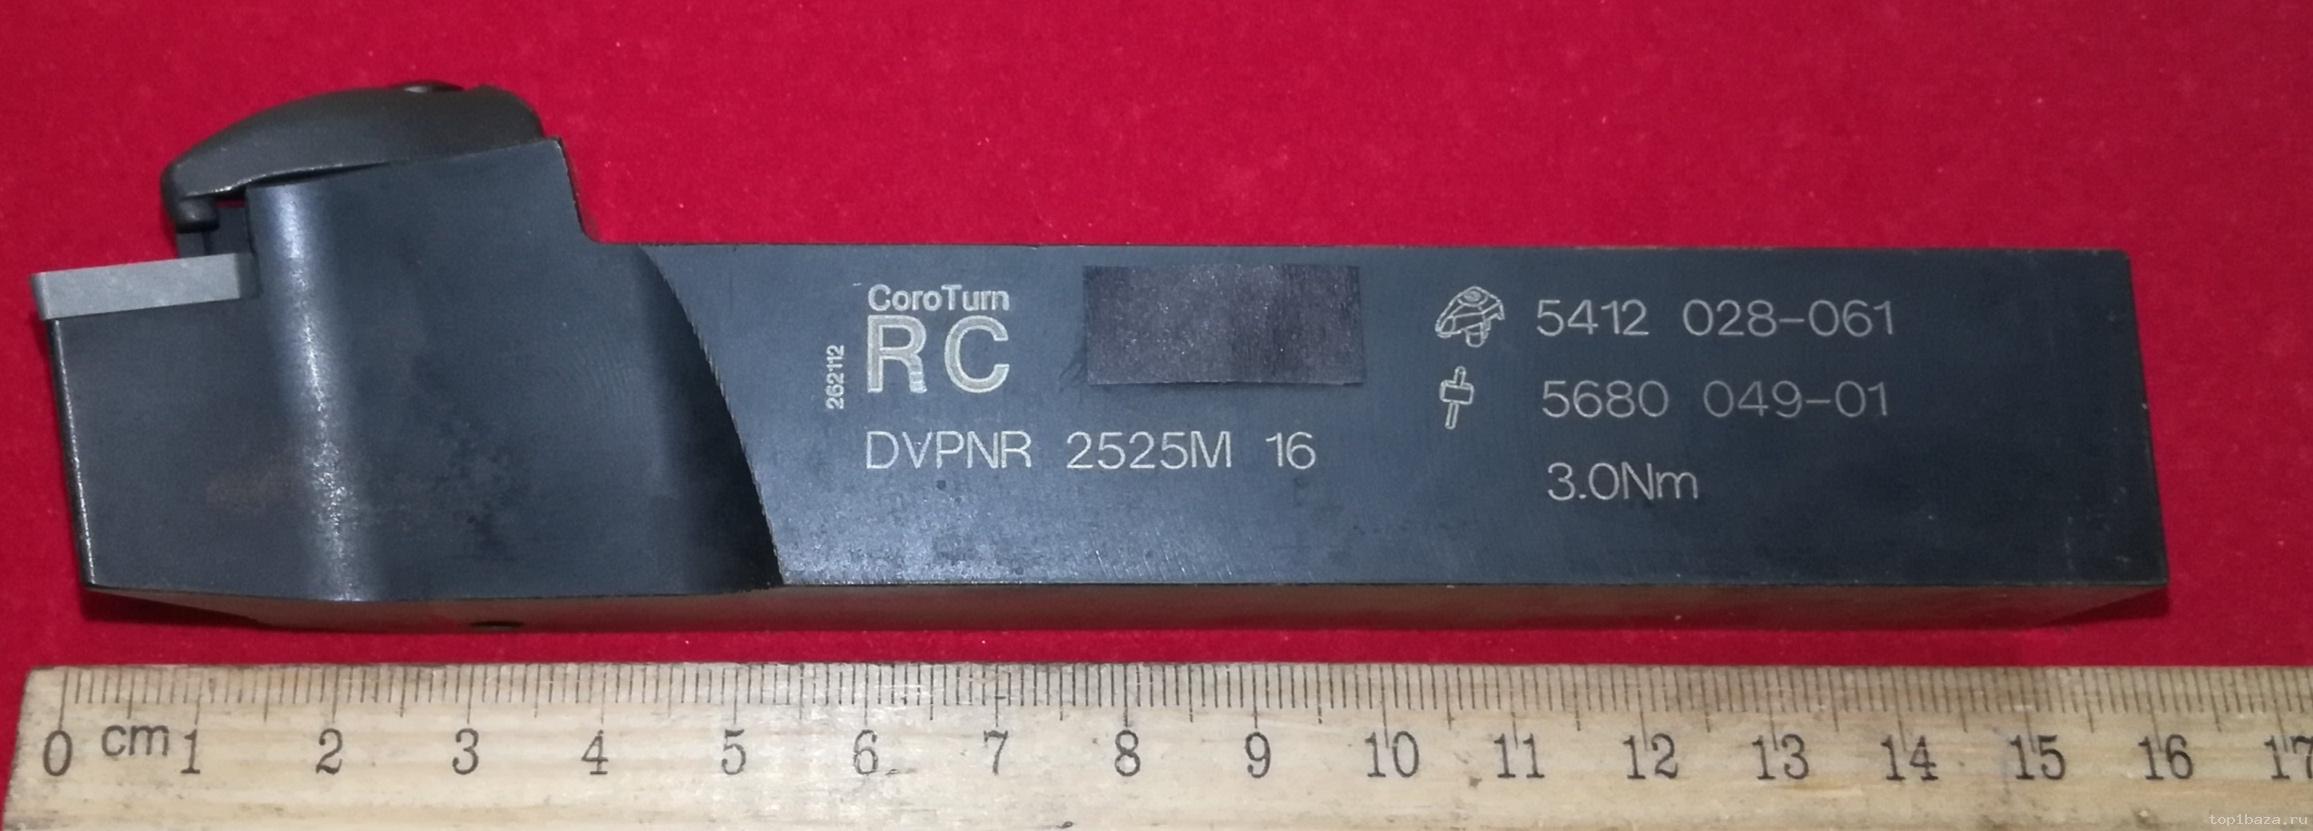 CoroTurn
RC
262112
DVPNR 2525M 16
5412 028-061
5680 049-01
3.0Nm
0 cm 1 2 3 4 5 6 7 8 9 10 11 12 13 14 15 16 17
top1baza.ru